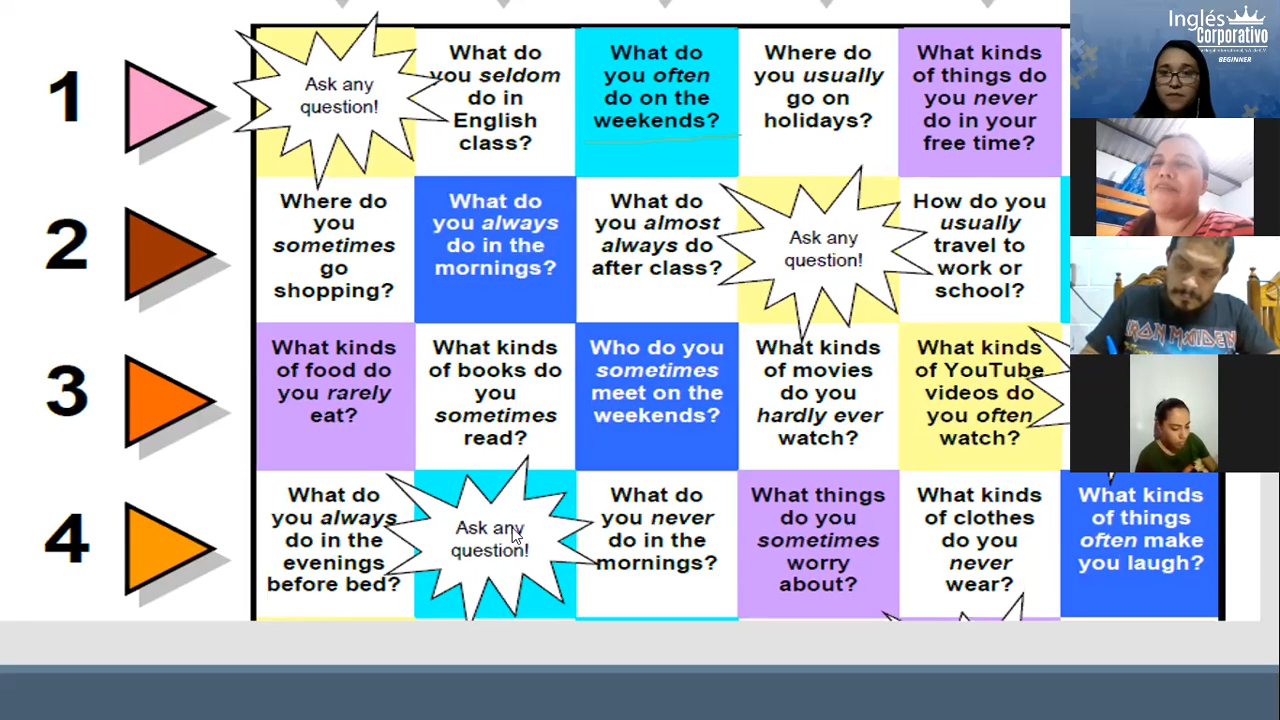 1
Ask any
question!
What do
you seldom
do in
English
class?
What do
you often
do on the
weekends?
Where do
you usually
go on
holidays?
What kinds
of things do
you never
do in your
free time?
2
Where do
you
sometimes
go
shopping?
What do
you always
do in the
mornings?
What do
you almost
always do
after class?
Ask any
question!
How do you
usually
travel to
work or
school?
3
What kinds
of food do
you rarely
eat?
What kinds
of books do
you
sometimes
read?
Who do you
sometimes
meet on the
weekends?
What kinds
of movies
do you
hardly ever
watch?
What kinds
of YouTube
videos do
you often
watch?
4
What do
you always
do in the
evenings
before bed?
Ask any
question!
What do
you never
do in the
mornings?
What things
do you
sometimes
worry
about?
What kinds
of clothes
do you
never
wear?
What kinds
of things
often make
you laugh?
Inglés
Corporativo
BEGINNER
IRON MAIDEN